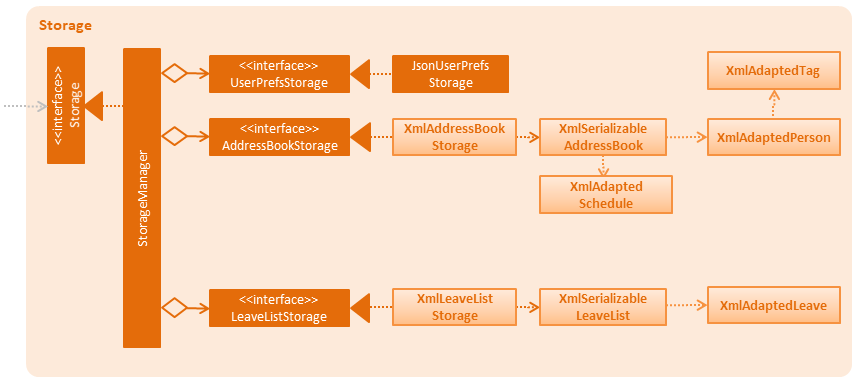 Storage
<<interface>>
Storage
StorageManager
<<interface>>
UserPrefsStorage
JsonUserPrefs
Storage
<<interface>>
AddressBookStorage
XmlAddressBook
Storage
XmlSerializable
AddressBook
XmlAdaptedTag
XmlAdaptedPerson
XmlAdapted
Schedule
<<interface>>
LeaveListStorage
XmlLeaveList
Storage
XmlSerializable
LeaveList
XmlAdaptedLeave